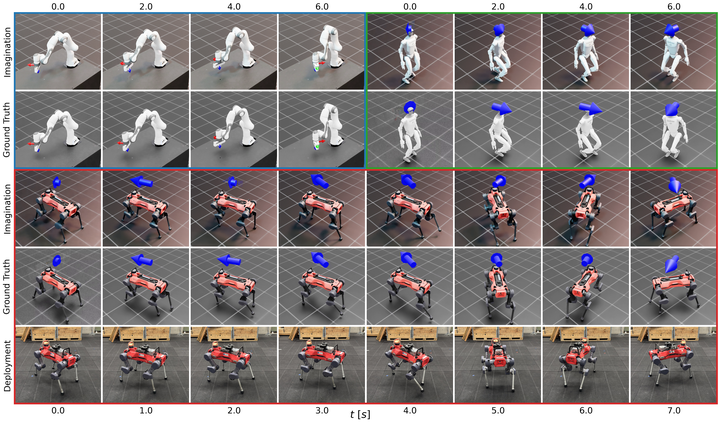 0.0 2.0 4.0 6.0 0.0 2.0 4.0 6.0
Imagination
Ground Truth
Imagination
Ground Truth
Deployment
0.0 1.0 2.0 3.0 4.0 5.0 6.0 7.0
t [s]